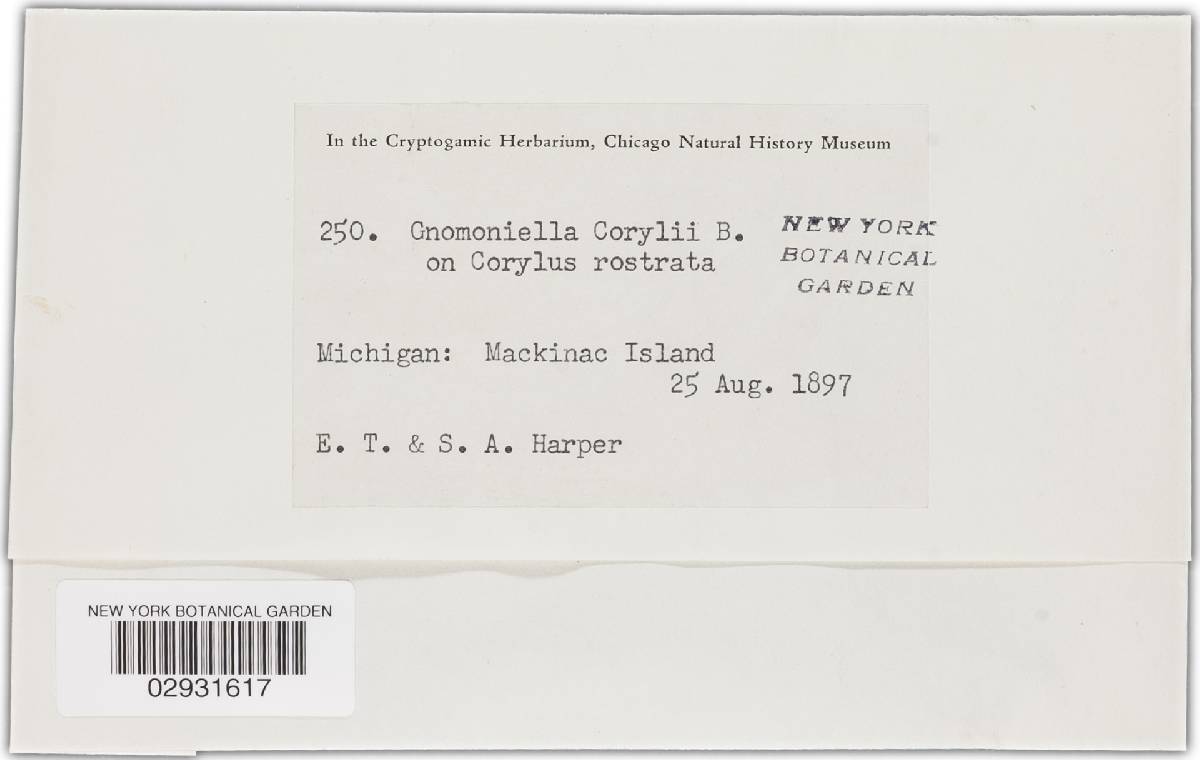 In the Cryptogamic Herbarium, Chicago Natural History Museum
250. Gnomoniella Corylii B.
on Corylus rostrata
NEW YORK
BOTANICAL
GARDEN
Michigan: Mackinac Island
25 Aug. 1897
E. T. & S. A. Harper
NEW YORK BOTANICAL GARDEN
02931617